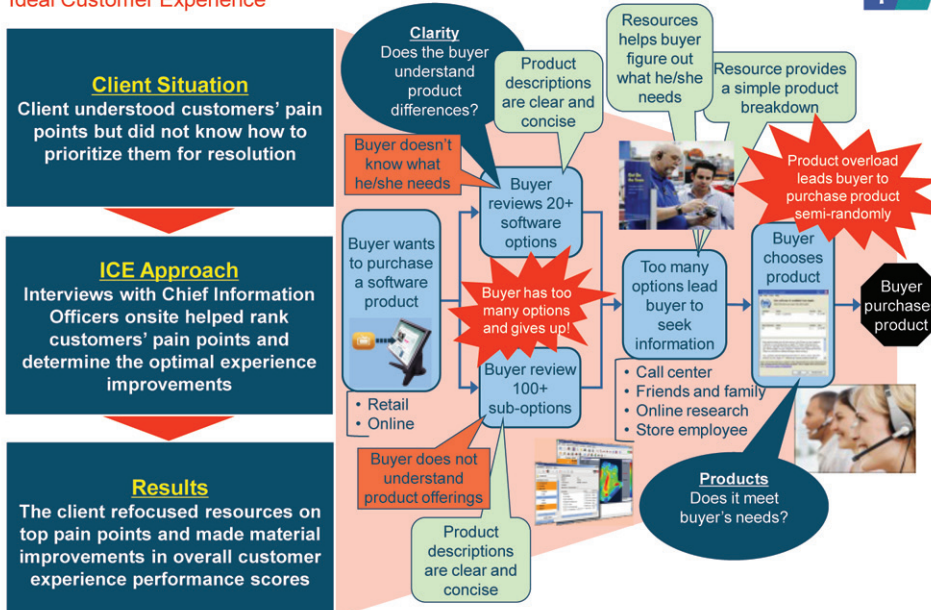 Ideal Customer Experience
Client Situation
Client understood customers' pain
points but did not know how to
prioritize them for resolution
ICE Approach
Interviews with Chief Information
Officers onsite helped rank
customers' pain points and
determine the optimal experience
improvements
Results
The client refocused resources on
top pain points and made material
improvements in overall customer
experience performance scores
Clarity
Does the buyer
understand
product
differences?
Product
descriptions
are clear and
concise
Resources
helps buyer
figure out
what he/she
needs
Resource provides
a simple product
breakdown
Buyer doesn't
know what
he/she needs
Product overload
leads buyer to
purchase product
semi-randomly
Buyer wants
to purchase
a software
product
• Retail
• Online
Buyer
reviews 20+
software
options
Buyer has too
many options
and gives up!
Buyer review
100+
sub-options
Too many
options lead
buyer to
seek
information
• Call center
• Friends and family
• Online research
• Store employee
Buyer
chooses
product
Buyer
purchases
product
Buyer does not
understand
product offerings
Product
descriptions
are clear and
concise
Products
Does it meet
buyer's needs?